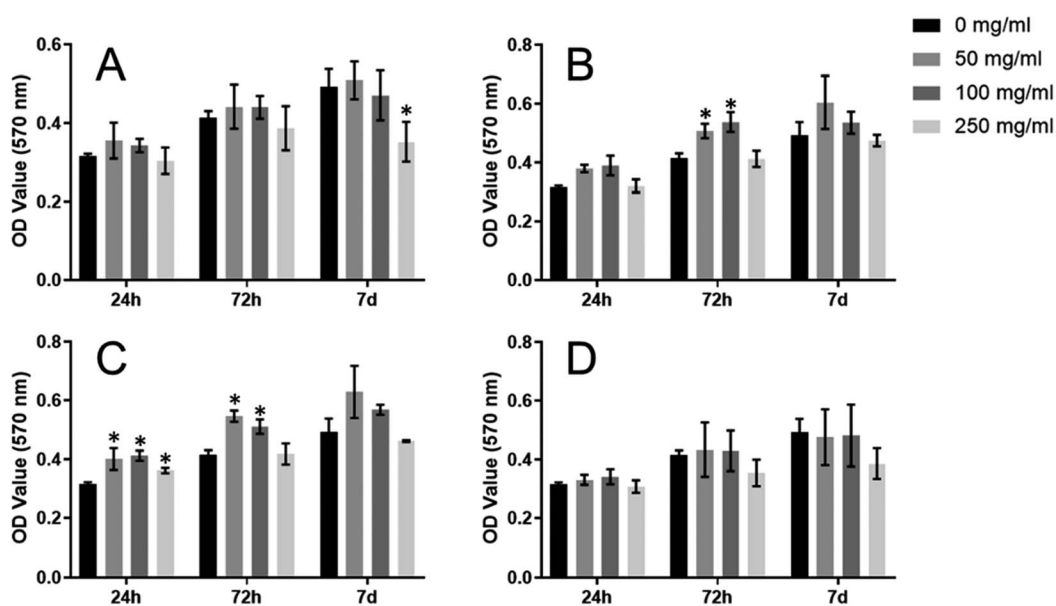 A
OD Value (570 nm)
0.6
0.4
0.2
0.0
*
24h 72h 7d
B
OD Value (570 nm)
0.8
0.6
0.4
0.2
0.0
* *
24h 72h 7d
0 mg/ml
50 mg/ml
100 mg/ml
250 mg/ml
C
OD Value (570 nm)
0.8
0.6
0.4
0.2
0.0
* * * * *
24h 72h 7d
D
OD Value (570 nm)
0.8
0.6
0.4
0.2
0.0
24h 72h 7d